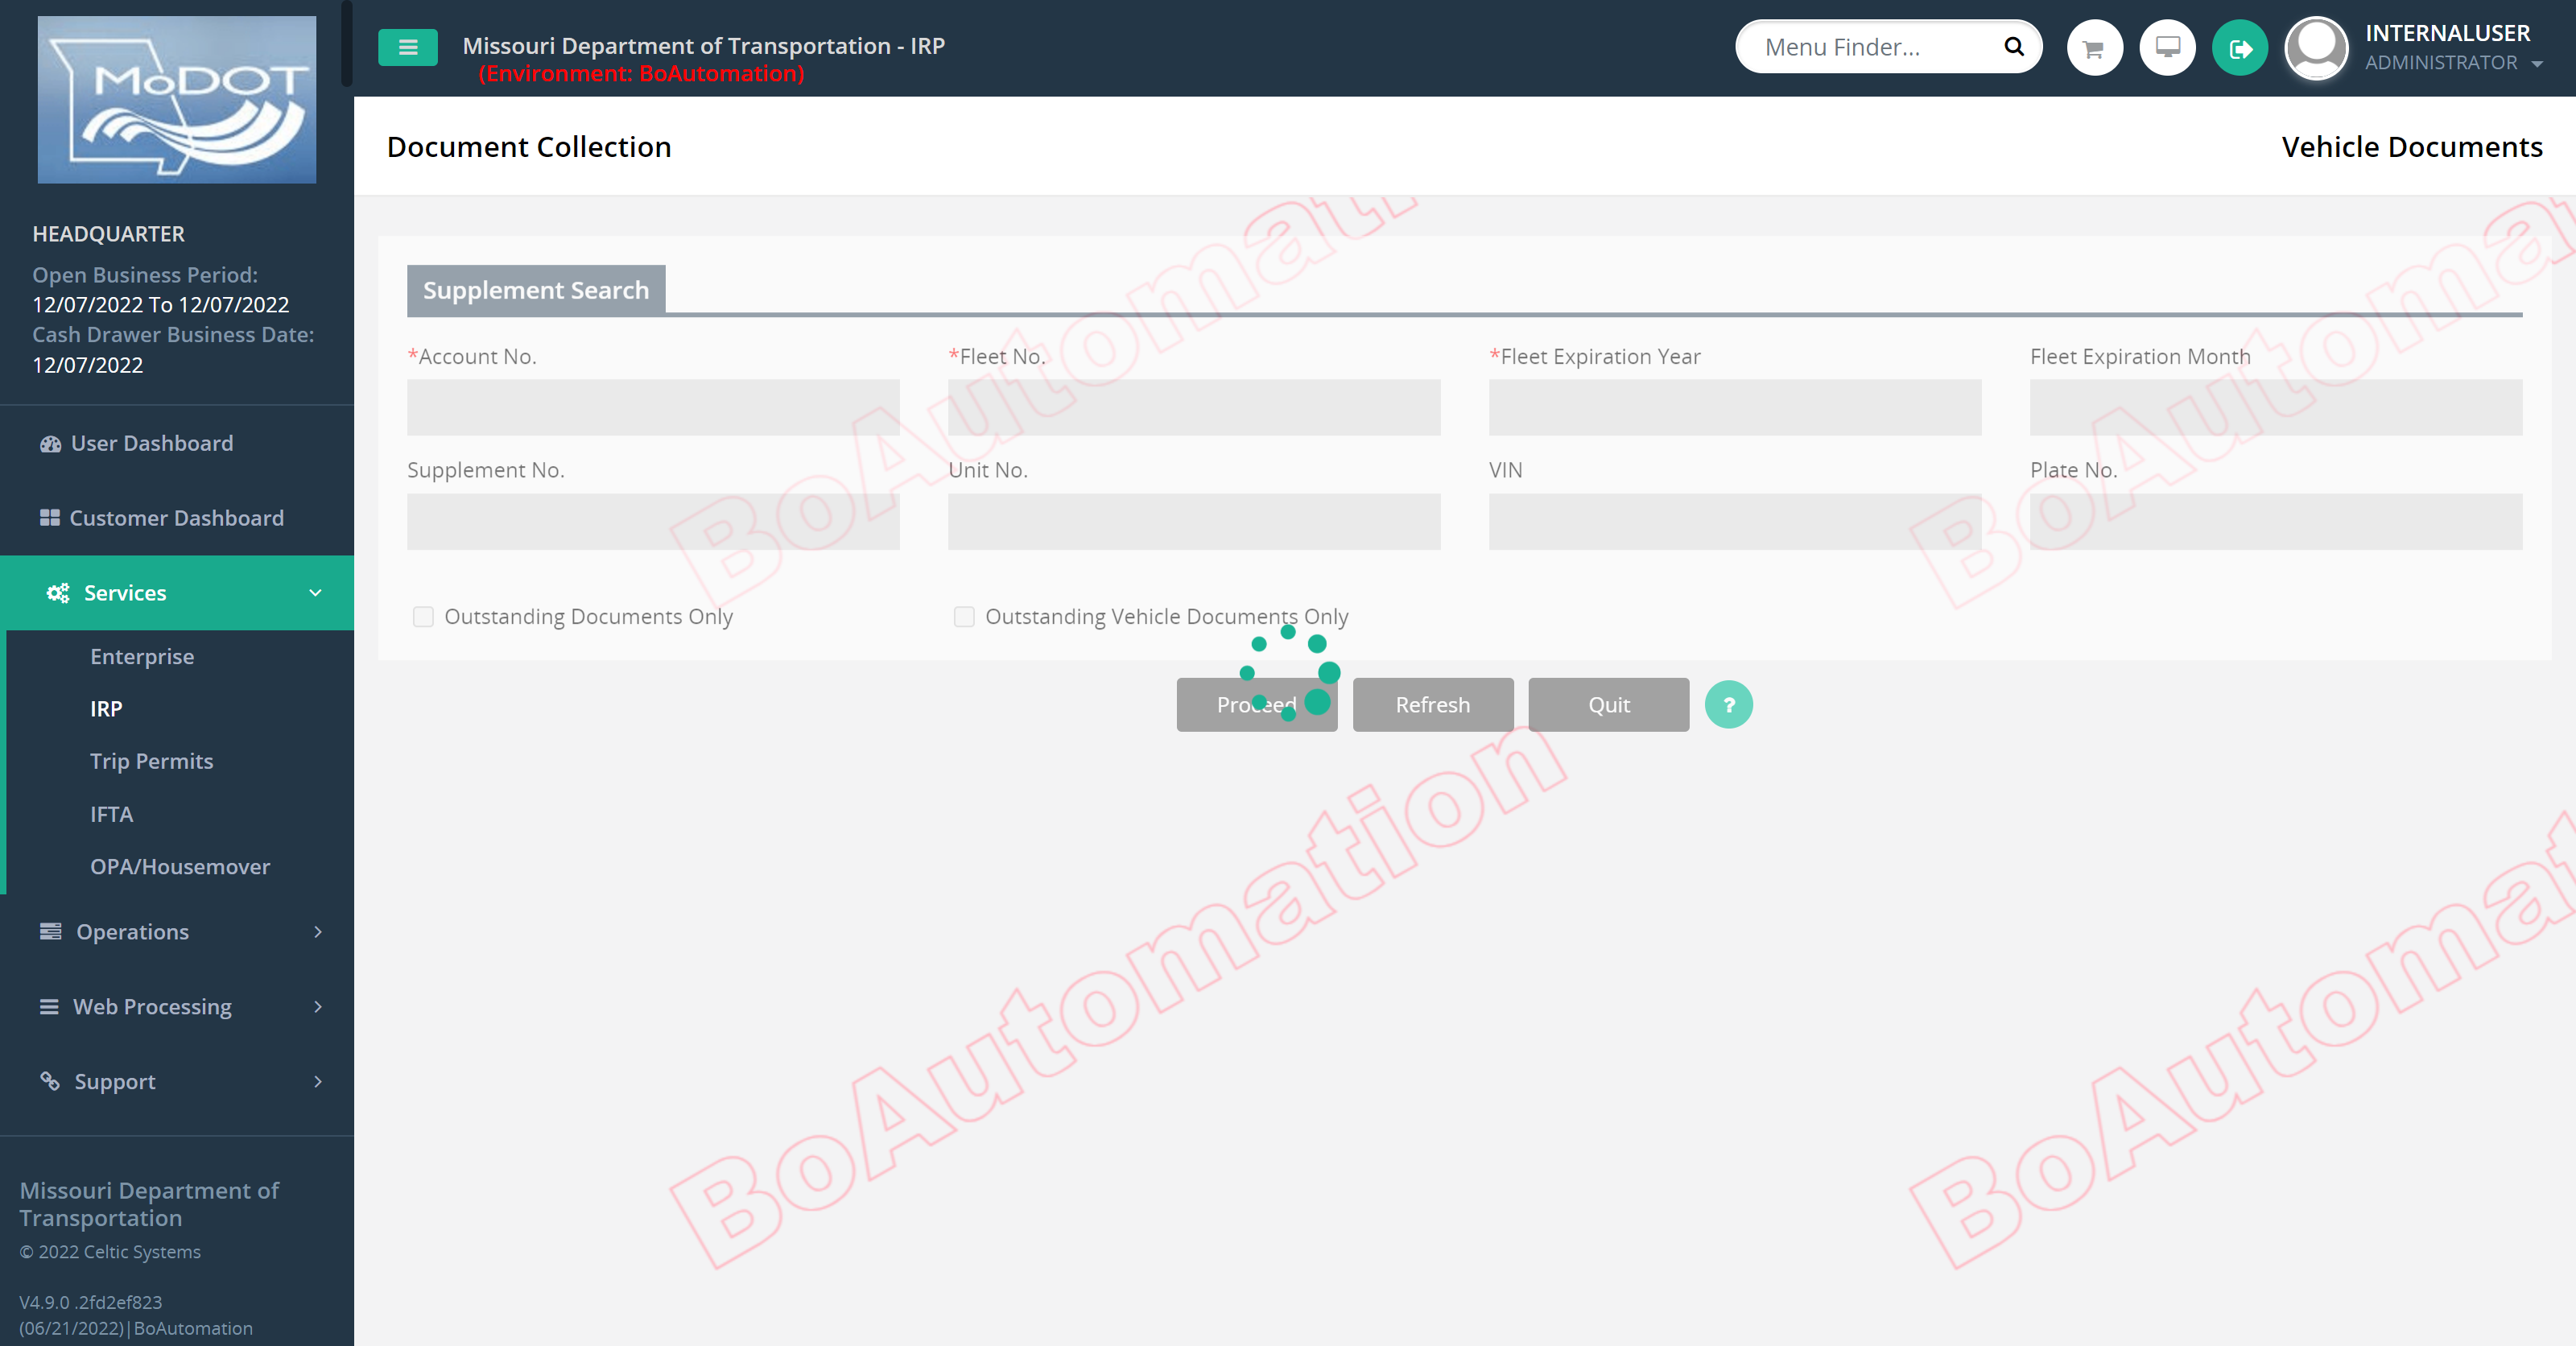 MoDOT
Missouri Department of Transportation - IRP
(Environment: BoAutomation)
Menu Finder...
INTERNALUSER
ADMINISTRATOR
Document Collection
Vehicle Documents
HEADQUARTER
Open Business Period:
12/07/2022 To 12/07/2022
Cash Drawer Business Date:
12/07/2022
User Dashboard
Customer Dashboard
Services
Enterprise
IRP
Trip Permits
IFTA
OPA/Housemover
Operations
Web Processing
Support
Missouri Department of
Transportation
© 2022 Celtic Systems
V4.9.0 .2fd2ef823
(06/21/2022)|BoAutomation
Supplement Search
*Account No.
*Fleet No.
*Fleet Expiration Year
Fleet Expiration Month
Supplement No.
Unit No.
VIN
Plate No.
Outstanding Documents Only
Outstanding Vehicle Documents Only
Proceed
Refresh
Quit
?
BoAutomati
BoAutoma
BoAutomation
BoAutomat